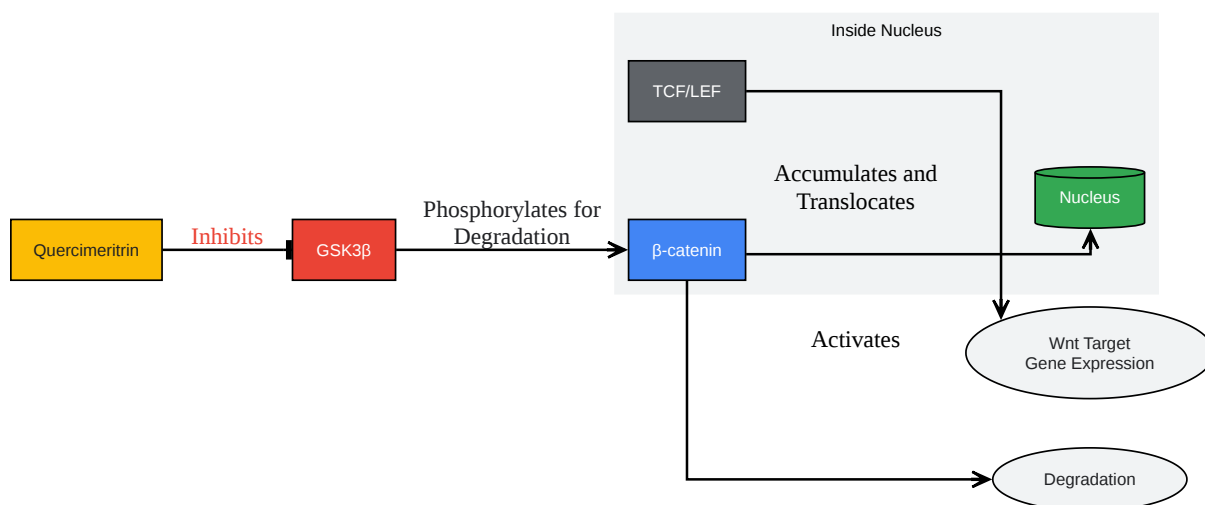 Inside Nucleus
TCF/LEF
Accumulates and
Translocates
Nucleus
Phosphorylates for
Degradation
Quercimeritrin
Inhibits
GSK3β
β-catenin
Activates
Wnt Target
Gene Expression
Degradation